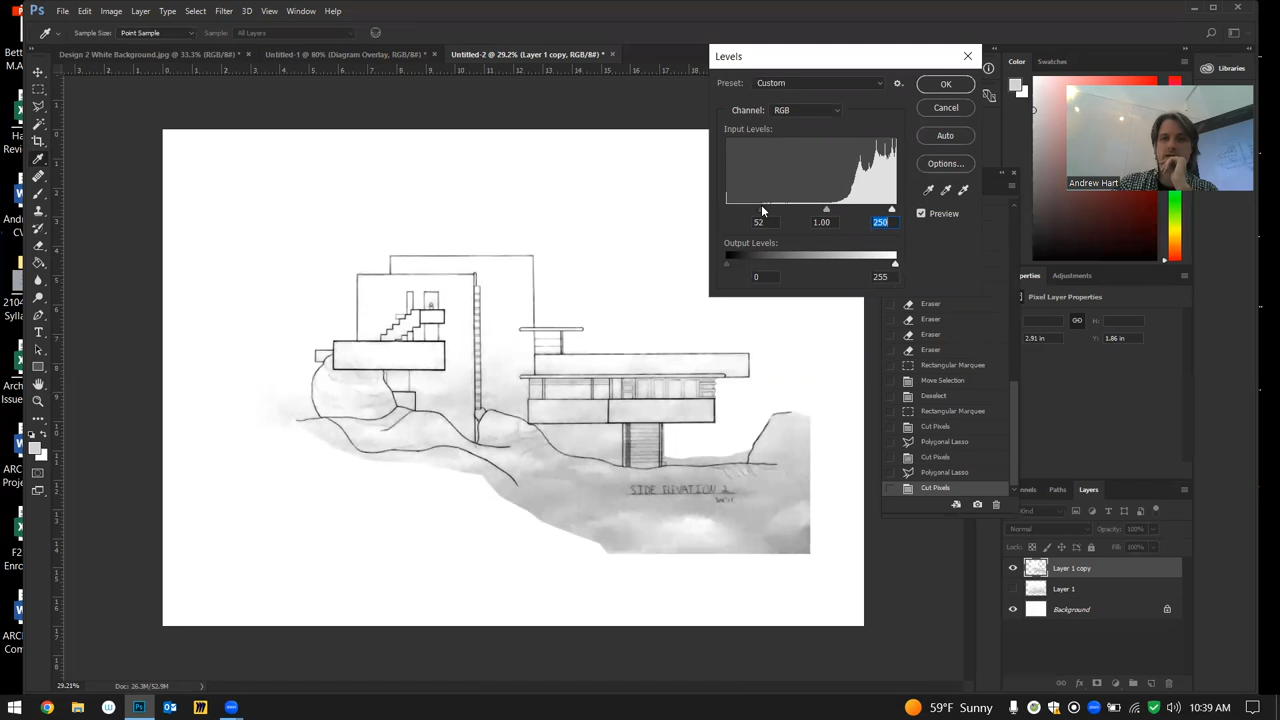 Ps File Edit Image Layer Type Select Filter 3D View Window Help
Sample Size: Point Sample Sample: All Layers
Design 2 White Background.jpg @ 33.3% (RGB/8#) * × Untitled-1 @ 80% (Diagram Overlay, RGB/8#) * × Untitled-2 @ 29.2% (Layer 1 copy, RGB/8#) * ×
Levels
Preset: Custom
Channel: RGB
Input Levels:
52 1.00 250
Output Levels:
0 255
OK
Cancel
Auto
Options...
Preview
Color Swatches
Libraries
Andrew Hart
Properties Adjustments
Pixel Layer Properties
H:
2.91 in Y: 1.86 in
Eraser
Eraser
Eraser
Eraser
Rectangular Marquee
Move Selection
Deselect
Rectangular Marquee
Cut Pixels
Polygonal Lasso
Cut Pixels
Polygonal Lasso
Cut Pixels
Paths Layers
Kind
Normal Opacity: 100%
Lock: Fill: 100%
Layer 1 copy
Layer 1
Background
SIDE ELEVATION 2
29.21% Doc: 26.3M/52.9M
59°F Sunny
10:39 AM